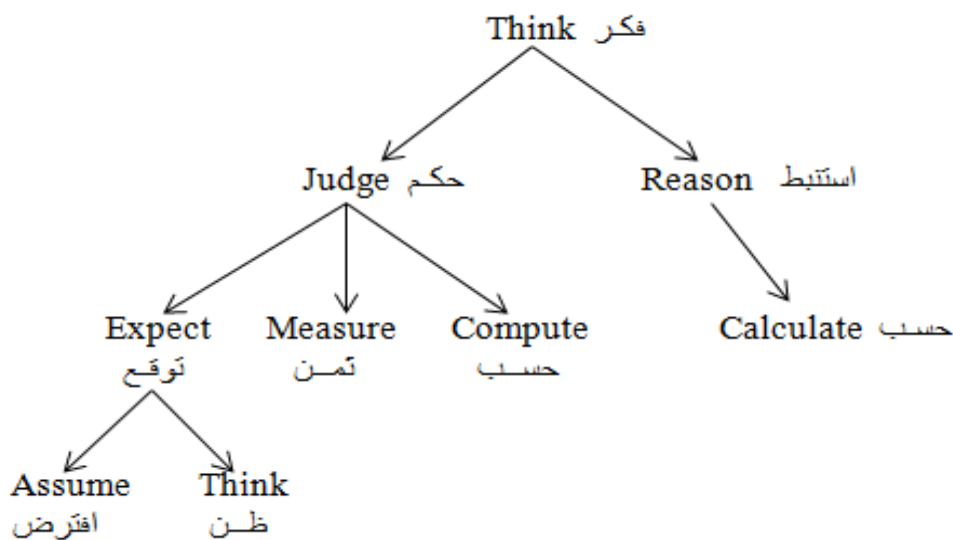 Think فكر
Judge حكم
Reason استنبط
Expect
توقع
Measure
ثمن
Compute
حسب
Calculate حسب
Assume
افترض
Think
ظن